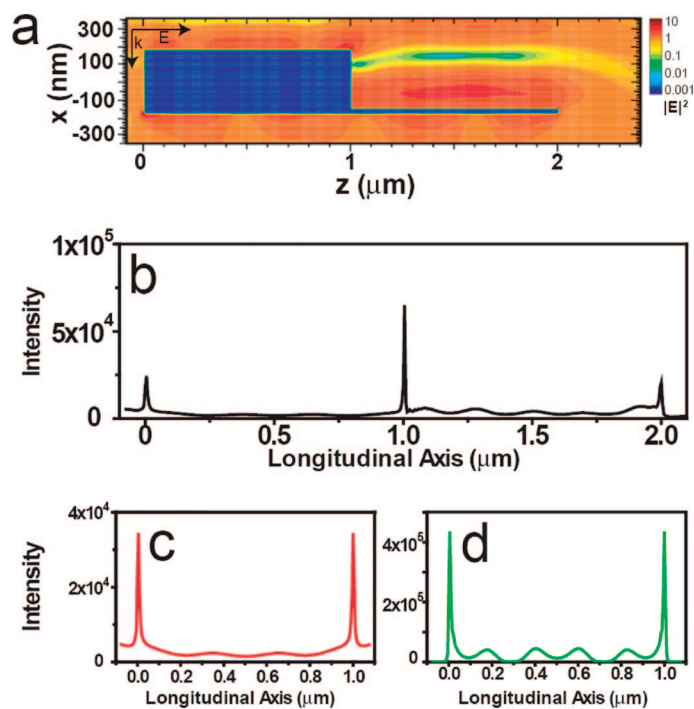 a
300
100
-100
-300
x (nm)
k
E
0
1
2
z (μm)
10
1
0.1
0.01
0.001
|E|²
b
1x10⁵
5x10⁴
0
Intensity
0
0.5
1.0
1.5
2.0
Longitudinal Axis (μm)
c
4x10⁴
2x10⁴
0
Intensity
0.0
0.2
0.4
0.6
0.8
1.0
Longitudinal Axis (μm)
d
4x10⁵
2x10⁵
0
0.0
0.2
0.4
0.6
0.8
1.0
Longitudinal Axis (μm)